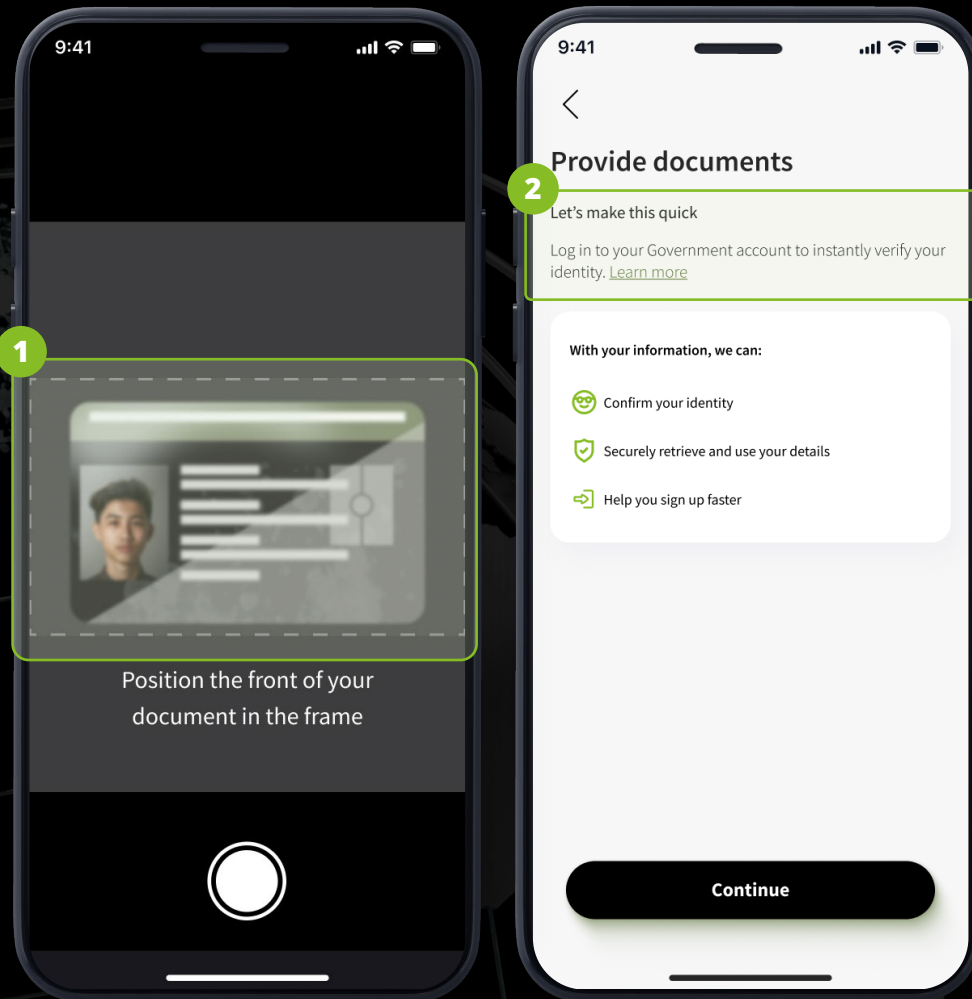 9:41
1
Position the front of your
document in the frame
9:41
Provide documents
2
Let’s make this quick
Log in to your Government account to instantly verify your
identity. Learn more
With your information, we can:
Confirm your identity
Securely retrieve and use your details
Help you sign up faster
Continue